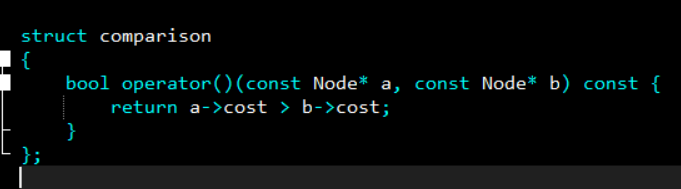 struct comparison
{
    bool operator()(const Node* a, const Node* b) const {
        return a->cost > b->cost;
    }
};